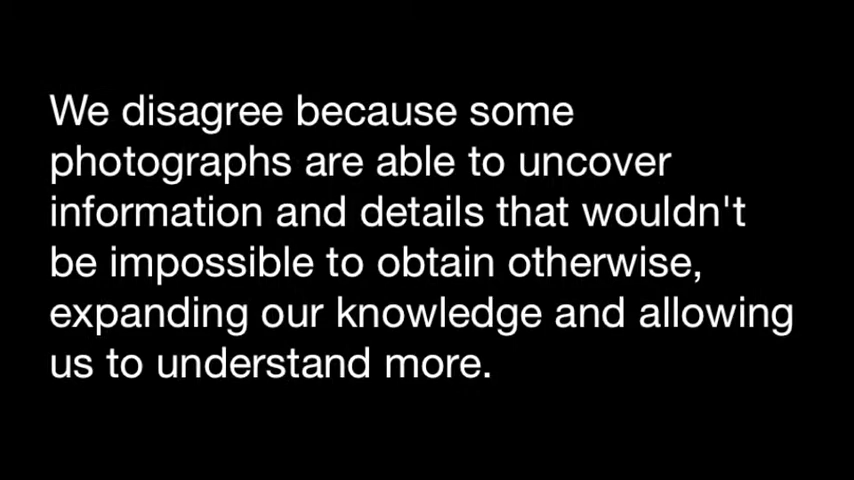 We disagree because some
photographs are able to uncover
information and details that wouldn't
be impossible to obtain otherwise,
expanding our knowledge and allowing
us to understand more.